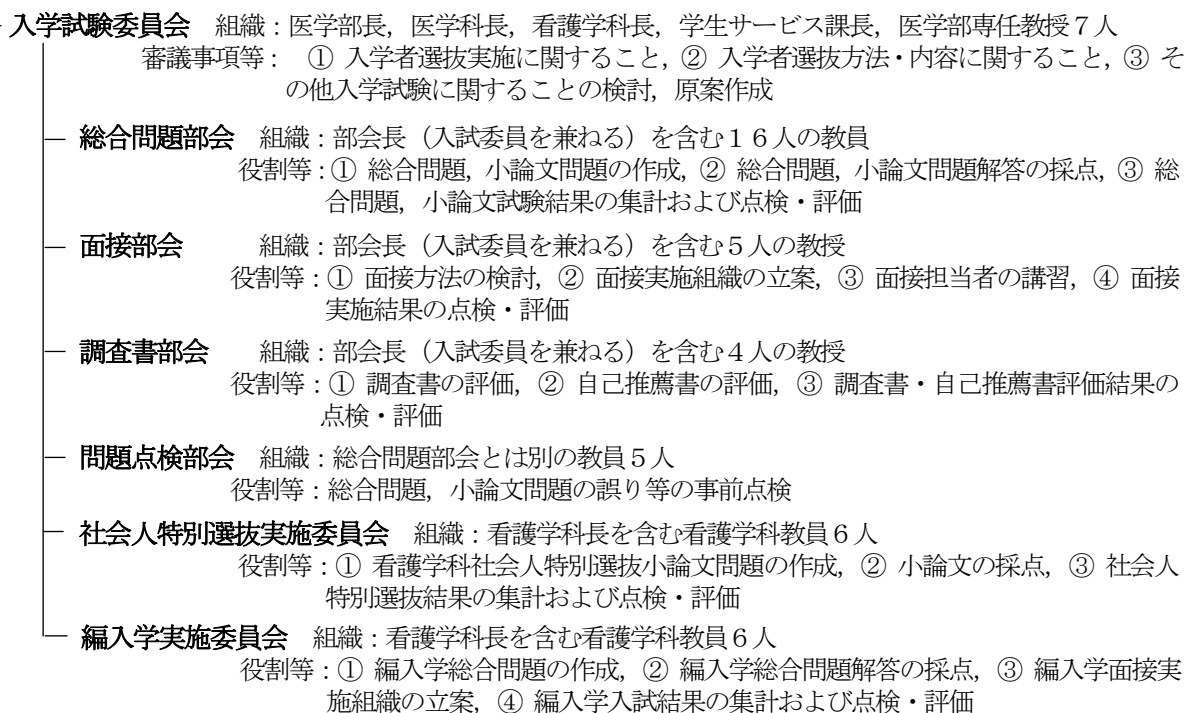 入学試験委員会　組織：医学部長，医学科長，看護学科長，学生サービス課長，医学部専任教授７人
審議事項等：　① 入学者選抜実施に関すること，② 入学者選抜方法・内容に関すること，③ そ
の他入学試験に関することの検討，原案作成
総合問題部会　組織：部会長（入試委員を兼ねる）を含む１６人の教員
役割等：① 総合問題，小論文問題の作成，② 総合問題，小論文問題解答の採点，③ 総
合問題，小論文試験結果の集計および点検・評価
面接部会　組織：部会長（入試委員を兼ねる）を含む５人の教授
役割等：① 面接方法の検討，② 面接実施組織の立案，③ 面接担当者の講習，④ 面接
実施結果の点検・評価
調査書部会　組織：部会長（入試委員を兼ねる）を含む４人の教授
役割等：① 調査書の評価，② 自己推薦書の評価，③ 調査書・自己推薦書評価結果の
点検・評価
問題点検部会　組織：総合問題部会とは別の教員５人
役割等：総合問題，小論文問題の誤り等の事前点検
社会人特別選抜実施委員会　組織：看護学科長を含む看護学科教員６人
役割等：① 看護学科社会人特別選抜小論文問題の作成，② 小論文の採点，③ 社会人
特別選抜結果の集計および点検・評価
編入学実施委員会　組織：看護学科長を含む看護学科教員６人
役割等：① 編入学総合問題の作成，② 編入学総合問題解答の採点，③ 編入学面接実
施組織の立案，④ 編入学入試結果の集計および点検・評価